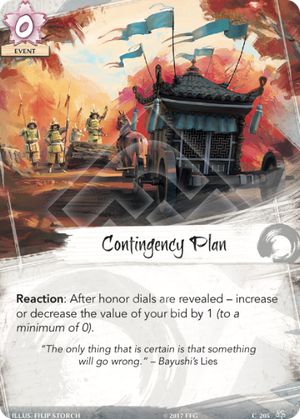 0
EVENT
Contingency Plan
Reaction: After honor dials are revealed – increase
or decrease the value of your bid by 1 (to a
minimum of 0).
"The only thing that is certain is that something
will go wrong." – Bayushi's Lies
ILLUS. FILIP STORCH © 2017 FFG C 205